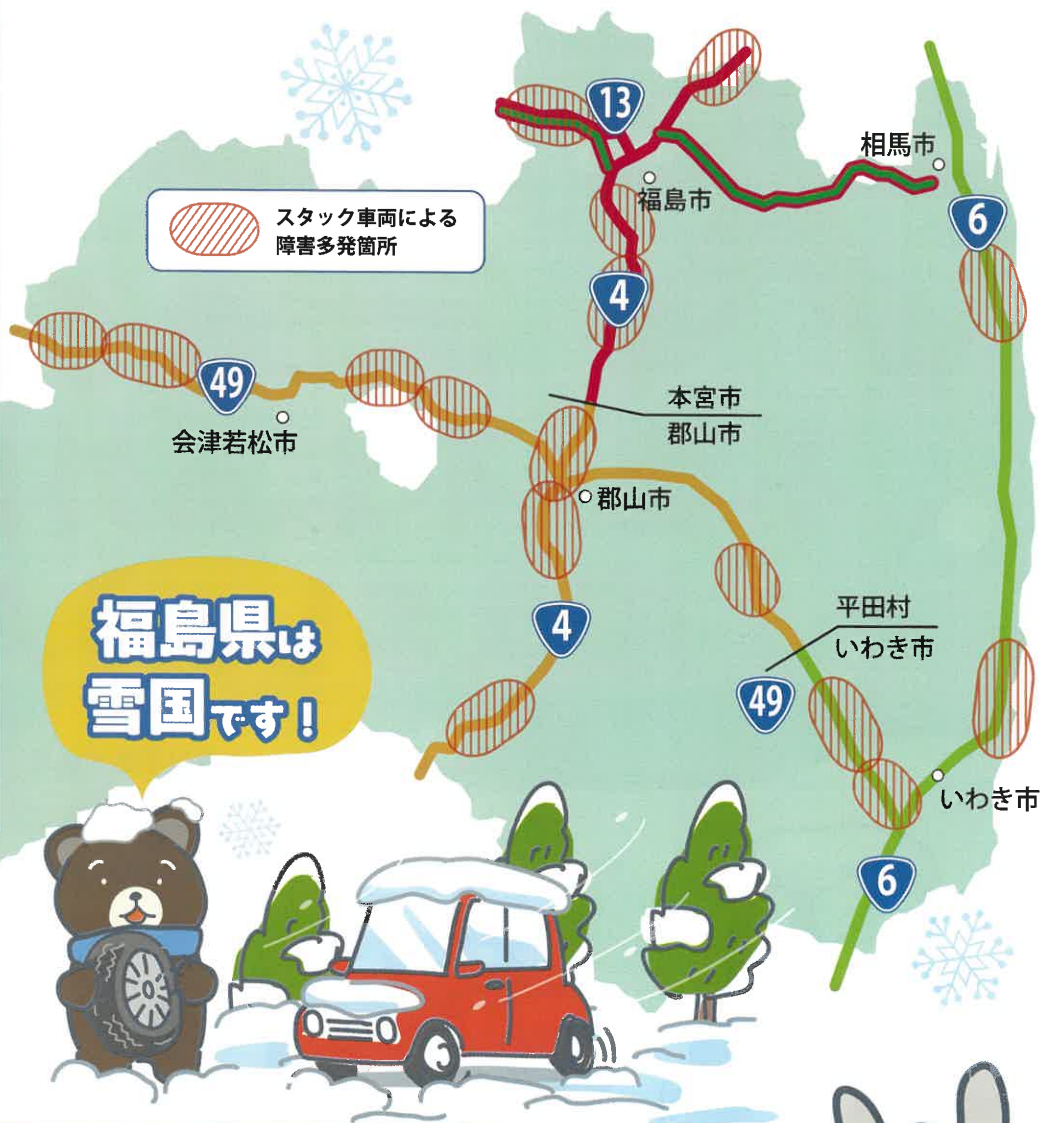 13
相馬市
福島市
6
スタック車両による
障害多発箇所
4
49
会津若松市
本宮市
郡山市
郡山市
4
平田村
いわき市
49
福島県は
雪国です!
いわき市
6